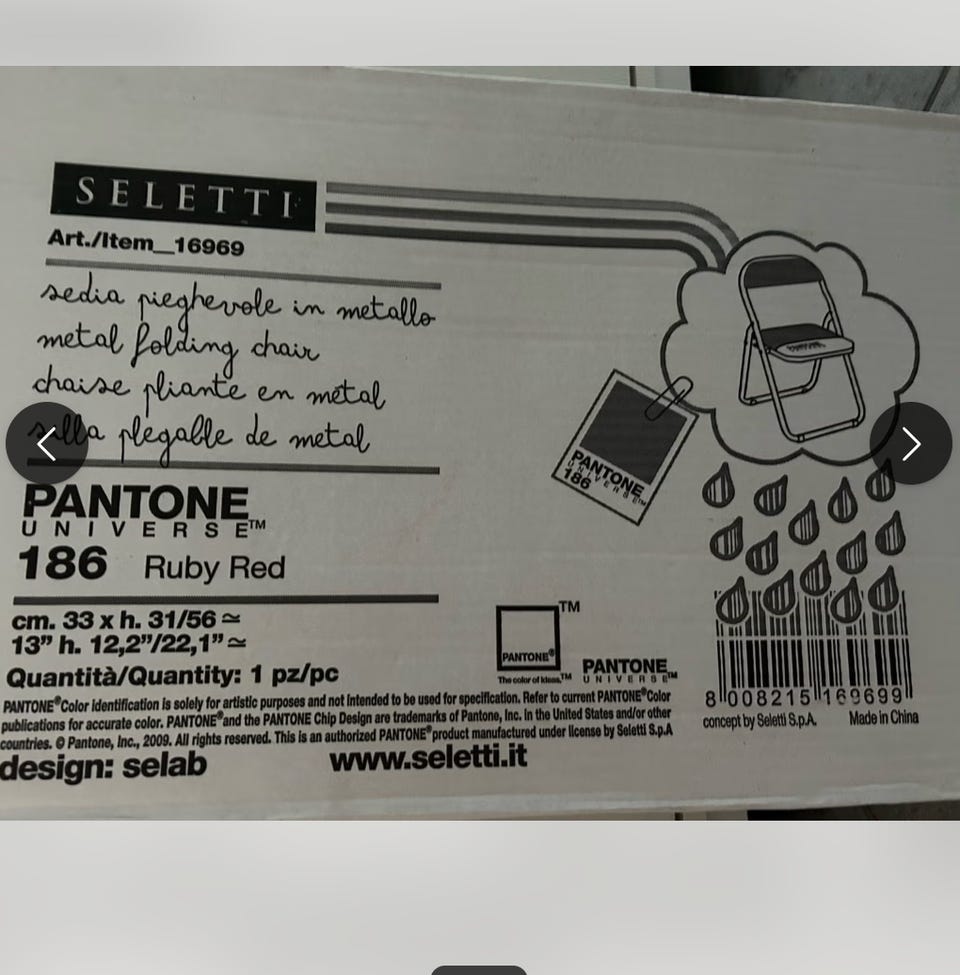 SELETTI
Art./Item_16969
sedia pieghevole in metallo
metal folding chair
chaise pliante en métal
silla plegable de metal
PANTONE
UNIVERSE™
186 Ruby Red
cm. 33 x h. 31/56 ≃
13” h. 12,2”/22,1” ≃
Quantità/Quantity: 1 pz/pc
PANTONE®Color identification is solely for artistic purposes and not intended to be used for specification. Refer to current PANTONE®Color
publications for accurate color. PANTONE®and the PANTONE Chip Design are trademarks of Pantone, Inc. in the United States and/or other
countries. © Pantone, Inc., 2009. All rights reserved. This is an authorized PANTONE®product manufactured under license by Seletti S.p.A
design: selab
www.seletti.it
PANTONE
UNIVERSE™
186
PANTONE
TM
PANTONE®
The color of ideas.™
PANTONE
UNIVERSE™
8 008215 169699
concept by Seletti S.p.A.
Made in China